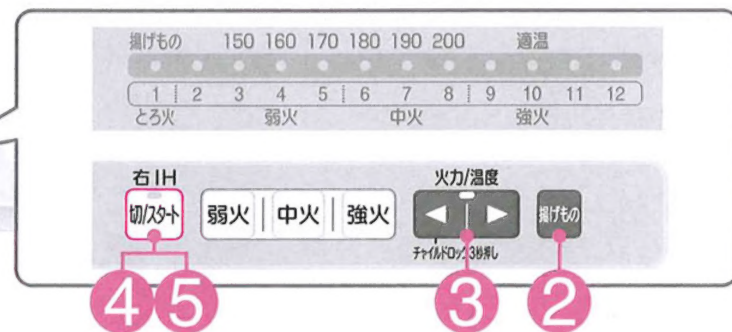 揚げもの 150 160 170 180 190 200 適温
1 2 3 4 5 6 7 8 9 10 11 12
とろ火 弱火 中火 強火
右IH 火力/温度
切/スタート 弱火 中火 強火 揚げもの
チャイルドロック3秒押し
4 5 3 2